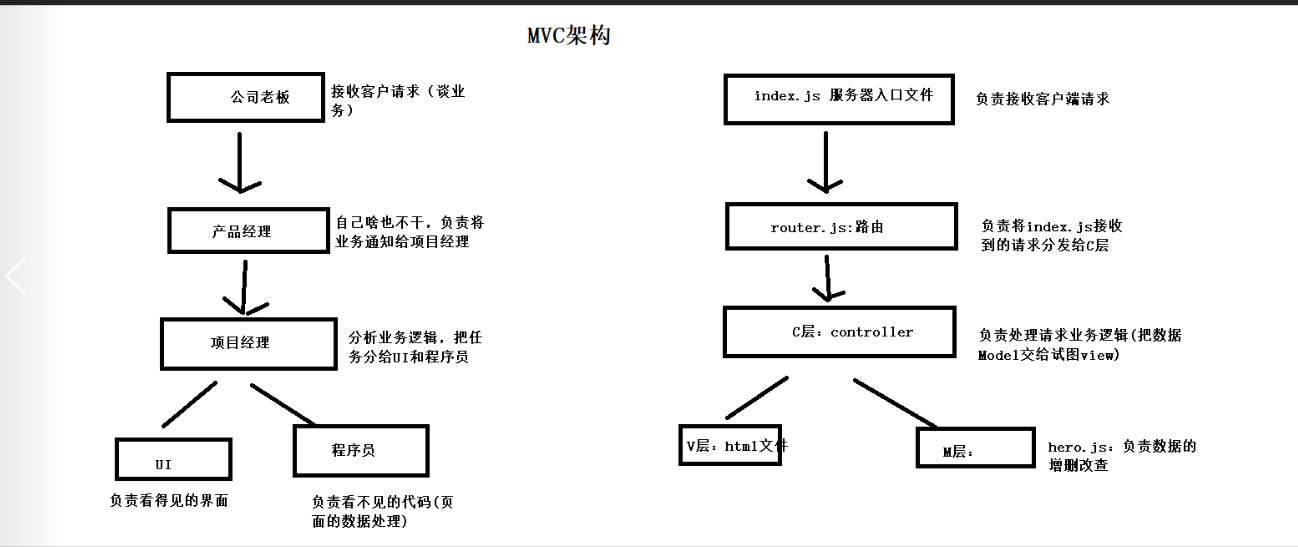 MVC架构
公司老板
接收客户请求（谈业
务）
产品经理
自己啥也不干，负责将
业务通知给项目经理
项目经理
分析业务逻辑，把任
务分给UI和程序员
UI
负责看得见的界面
程序员
负责看不见的代码(页
面的数据处理)
index.js 服务器入口文件
负责接收客户端请求
router.js:路由
负责将index.js接收
到的请求分发给C层
C层：controller
负责处理请求业务逻辑(把数据
Model交给试图view)
V层：html文件
M层：
hero.js：负责数据的
增删改查